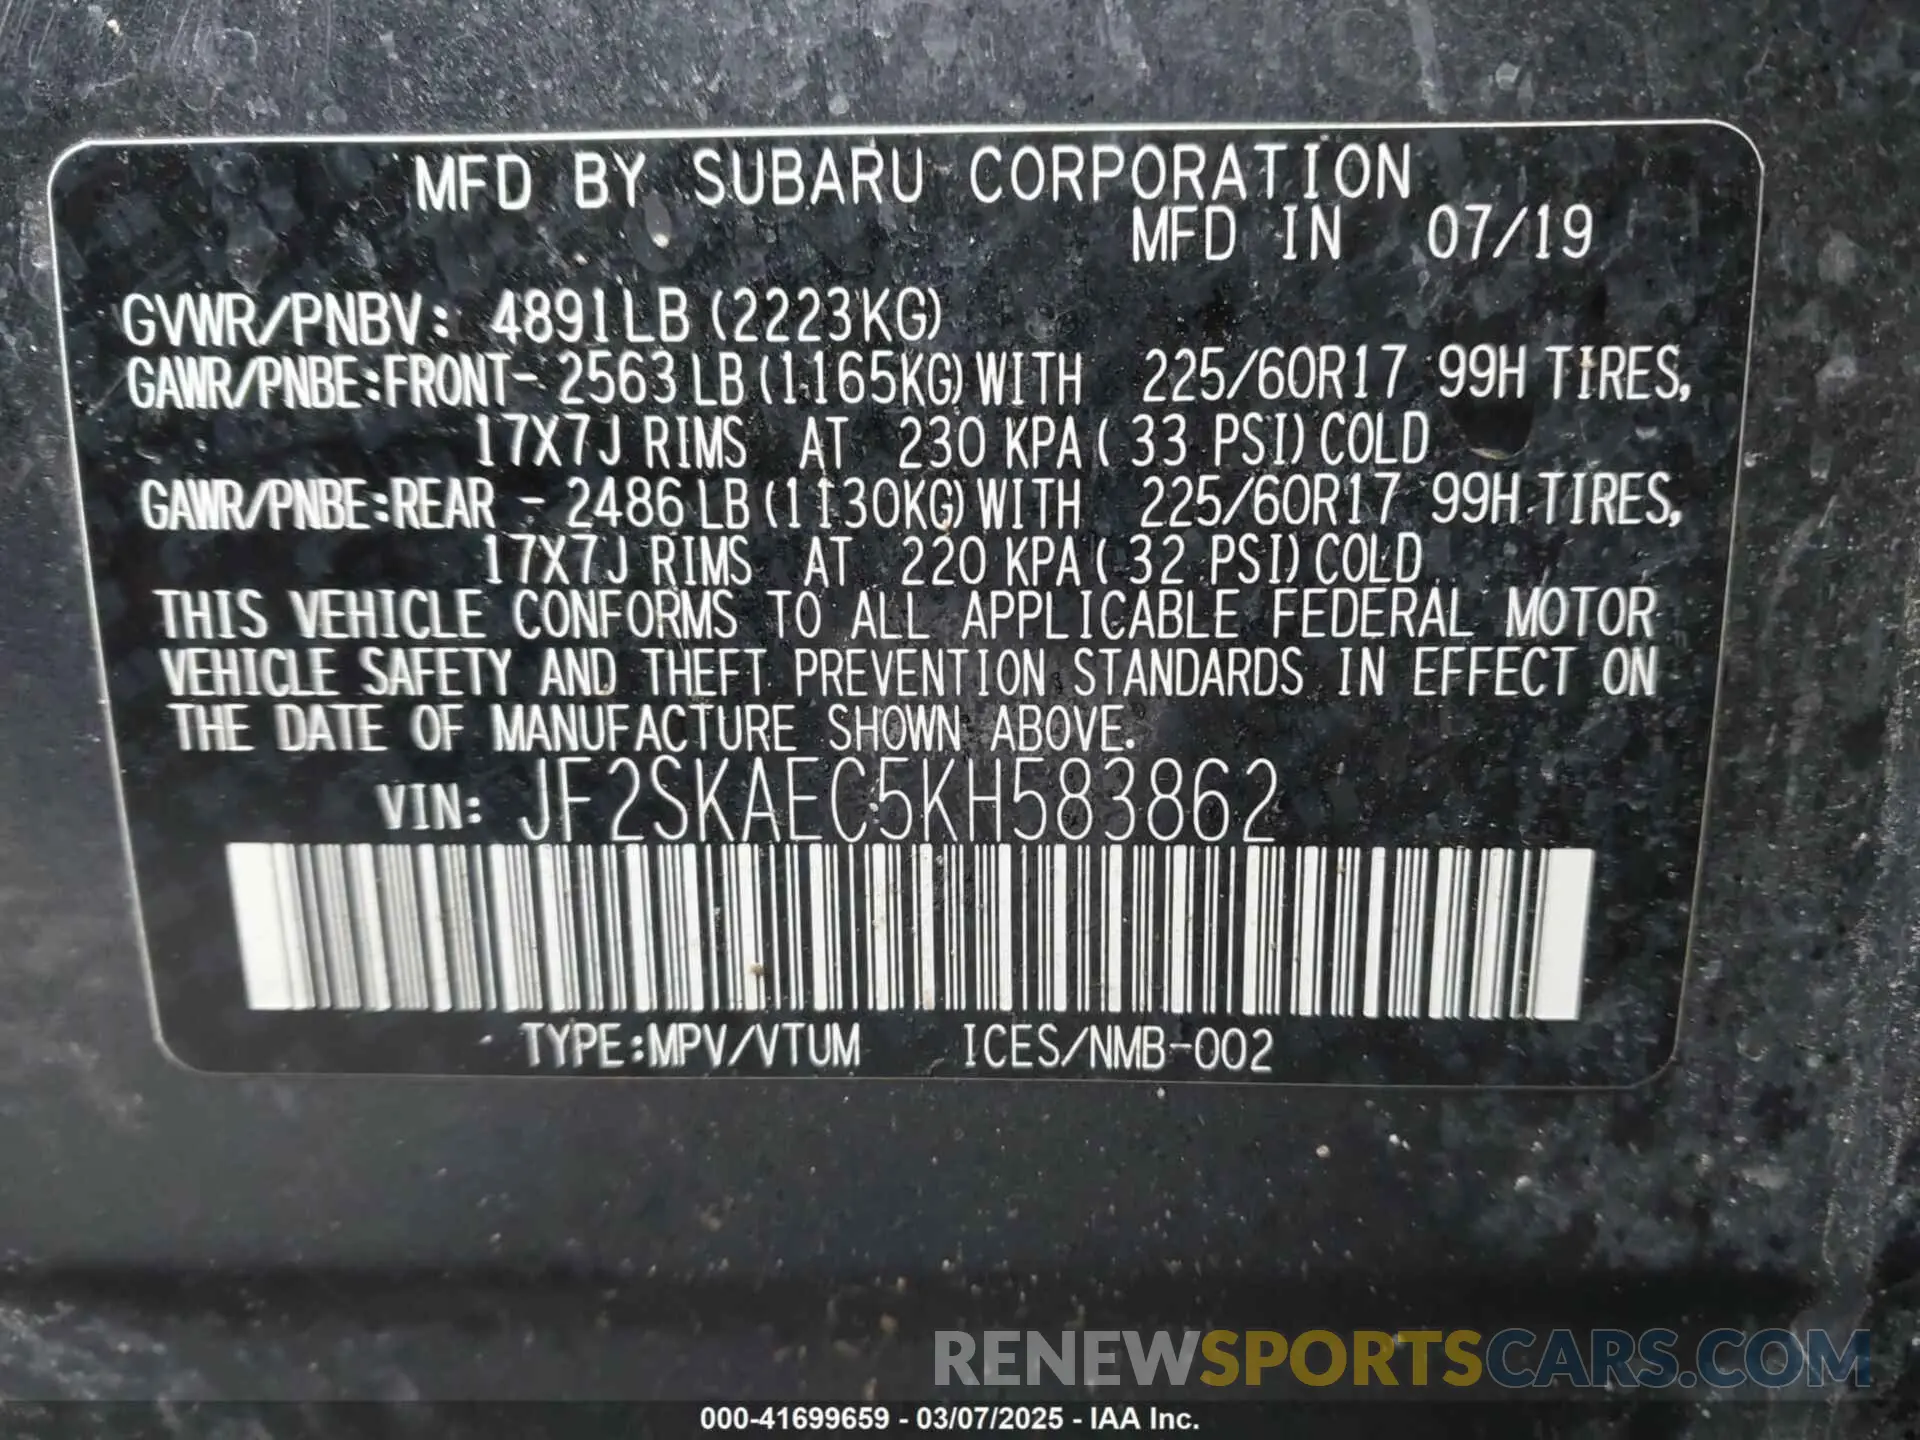 MFD BY SUBARU CORPORATION
MFD IN 07/19
GVWR/PNBV: 4891LB (2223KG)
GAWR/PNBE:FRONT- 2563 LB (1165KG) WITH 225/60R17 99H TIRES,
17X7J RIMS AT 230 KPA ( 33 PSI) COLD
GAWR/PNBE:REAR - 2486 LB (1130KG) WITH 225/60R17 99H TIRES,
17X7J RIMS AT 220 KPA ( 32 PSI) COLD
THIS VEHICLE CONFORMS TO ALL APPLICABLE FEDERAL MOTOR
VEHICLE SAFETY AND THEFT PREVENTION STANDARDS IN EFFECT ON
THE DATE OF MANUFACTURE SHOWN ABOVE.
VIN: JF2SKAEC5KH583862
TYPE:MPV/VTUM ICES/NMB-002
RENEWSPORTSCARS.COM
000-41699659 - 03/07/2025 - IAA Inc.